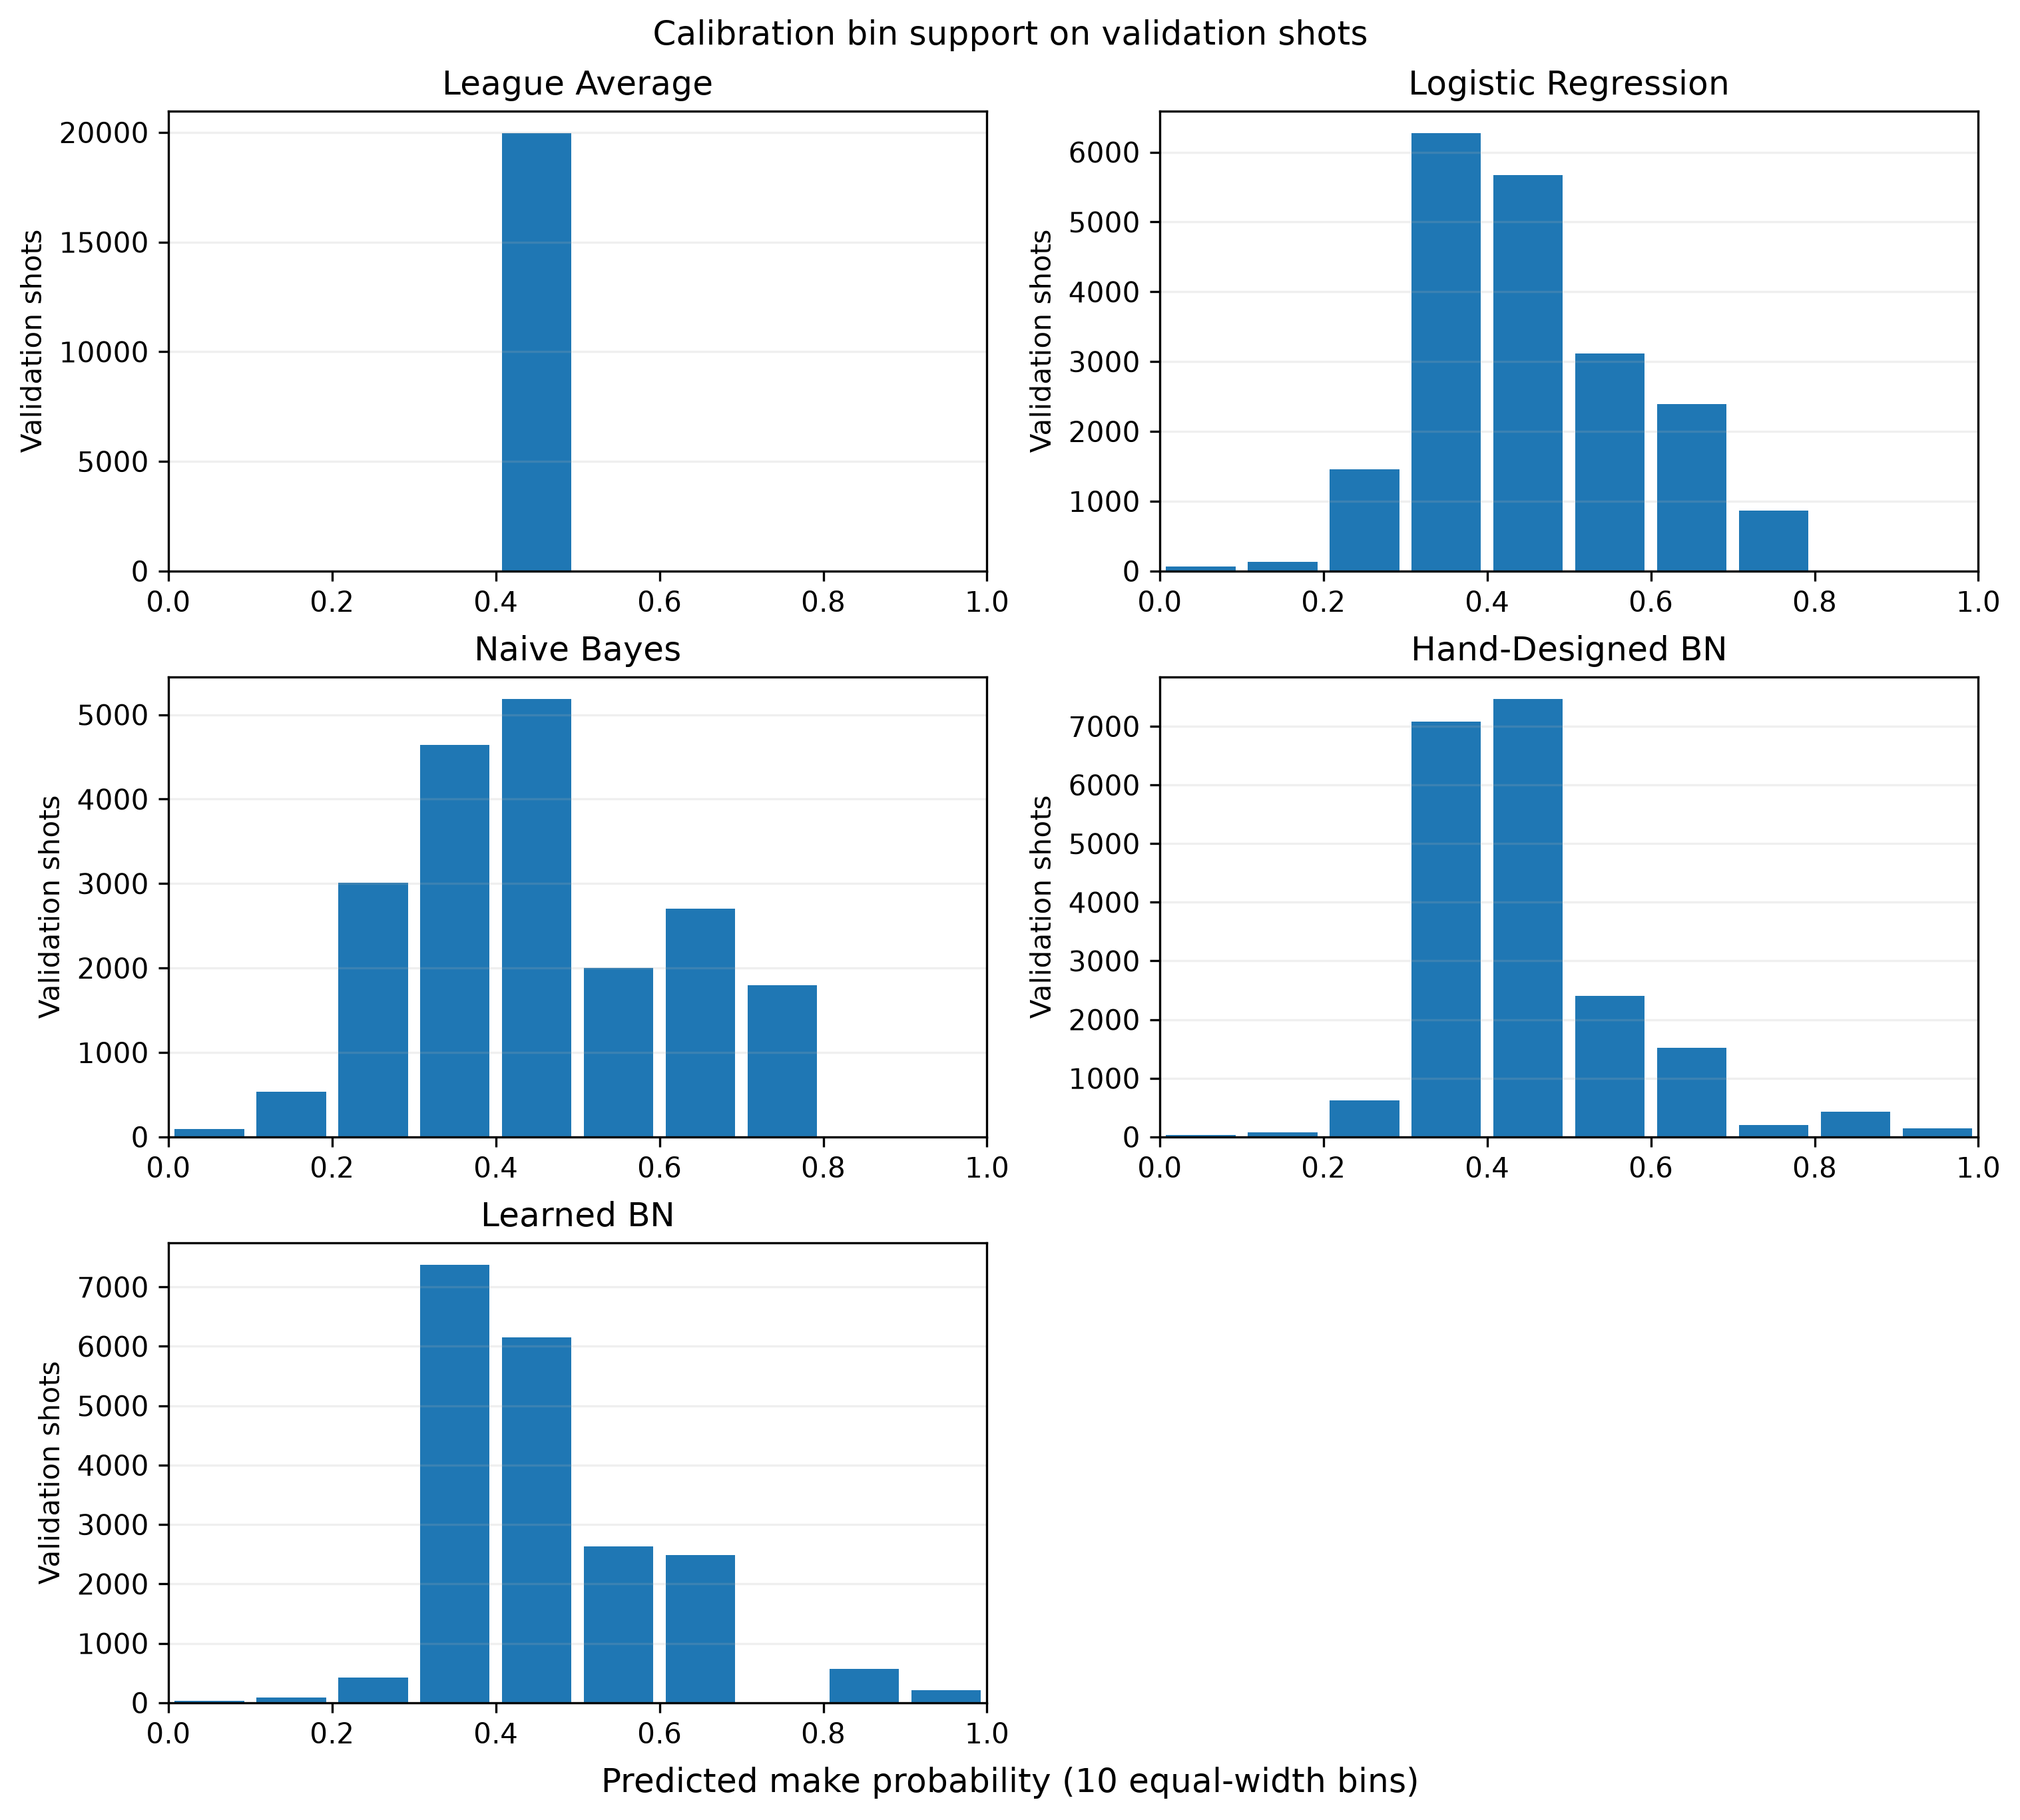 Calibration bin support on validation shots
League Average
Validation shots
20000
15000
10000
5000
0
0.0 0.2 0.4 0.6 0.8 1.0
Logistic Regression
Validation shots
6000
5000
4000
3000
2000
1000
0
0.0 0.2 0.4 0.6 0.8 1.0
Naive Bayes
Validation shots
5000
4000
3000
2000
1000
0
0.0 0.2 0.4 0.6 0.8 1.0
Hand-Designed BN
Validation shots
7000
6000
5000
4000
3000
2000
1000
0
0.0 0.2 0.4 0.6 0.8 1.0
Learned BN
Validation shots
7000
6000
5000
4000
3000
2000
1000
0
0.0 0.2 0.4 0.6 0.8 1.0
Predicted make probability (10 equal-width bins)